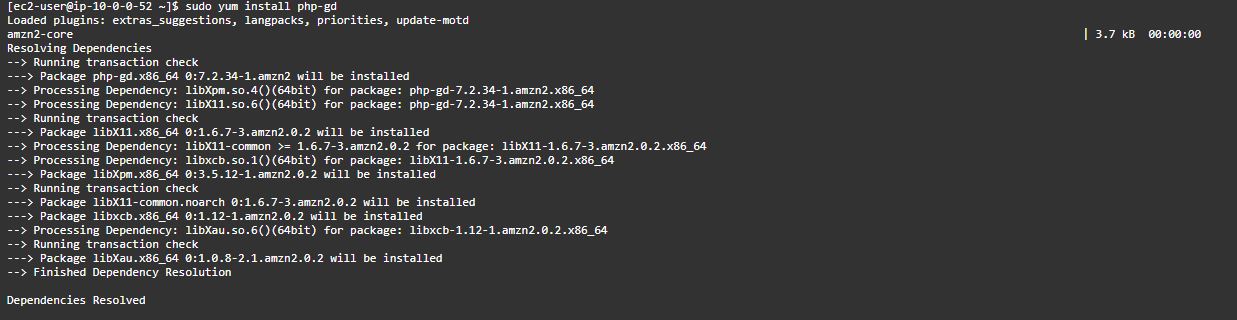 [ec2-user@ip-10-0-0-52 ~]$ sudo yum install php-gd
Loaded plugins: extras_suggestions, langpacks, priorities, update-motd
amzn2-core | 3.7 kB 00:00:00
Resolving Dependencies
--> Running transaction check
---> Package php-gd.x86_64 0:7.2.34-1.amzn2 will be installed
--> Processing Dependency: libXpm.so.4()(64bit) for package: php-gd-7.2.34-1.amzn2.x86_64
--> Processing Dependency: libX11.so.6()(64bit) for package: php-gd-7.2.34-1.amzn2.x86_64
--> Running transaction check
---> Package libX11.x86_64 0:1.6.7-3.amzn2.0.2 will be installed
--> Processing Dependency: libX11-common >= 1.6.7-3.amzn2.0.2 for package: libX11-1.6.7-3.amzn2.0.2.x86_64
--> Processing Dependency: libxcb.so.1()(64bit) for package: libX11-1.6.7-3.amzn2.0.2.x86_64
---> Package libXpm.x86_64 0:3.5.12-1.amzn2.0.2 will be installed
--> Running transaction check
---> Package libX11-common.noarch 0:1.6.7-3.amzn2.0.2 will be installed
---> Package libxcb.x86_64 0:1.12-1.amzn2.0.2 will be installed
--> Processing Dependency: libXau.so.6()(64bit) for package: libxcb-1.12-1.amzn2.0.2.x86_64
--> Running transaction check
---> Package libXau.x86_64 0:1.0.8-2.1.amzn2.0.2 will be installed
--> Finished Dependency Resolution
Dependencies Resolved